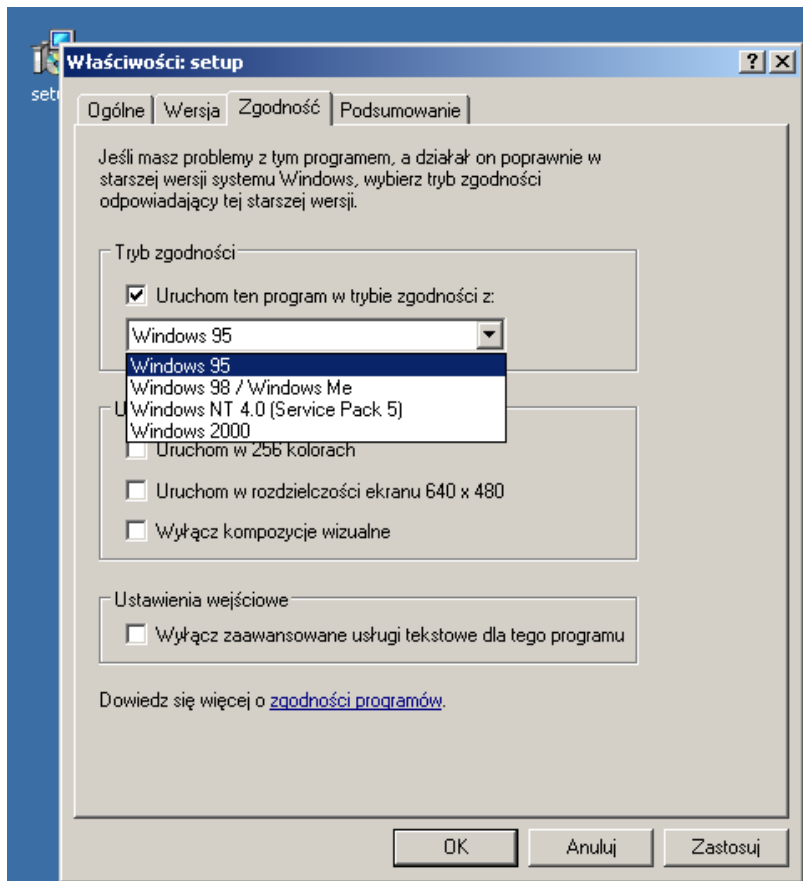 Właściwości: setup
Ogólne
Wersja
Zgodność
Podsumowanie
Jeśli masz problemy z tym programem, a działał on poprawnie w
starszej wersji systemu Windows, wybierz tryb zgodności
odpowiadający tej starszej wersji.
Tryb zgodności
Uruchom ten program w trybie zgodności z:
Windows 95
Windows 95
Windows 98 / Windows Me
Windows NT 4.0 (Service Pack 5)
Windows 2000
Uruchom w 256 kolorach
Uruchom w rozdzielczości ekranu 640 x 480
Wyłącz kompozycje wizualne
Ustawienia wejściowe
Wyłącz zaawansowane usługi tekstowe dla tego programu
Dowiedz się więcej o zgodności programów.
OK
Anuluj
Zastosuj